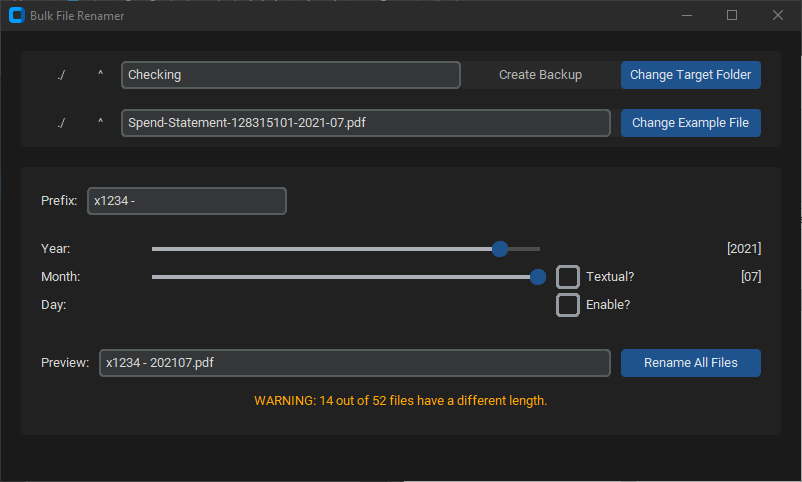 Bulk File Renamer
./ ^ Checking Create Backup Change Target Folder
./ ^ Spend-Statement-128315101-2021-07.pdf Change Example File
Prefix: x1234 -
Year: [2021]
Month: Textual? [07]
Day: Enable?
Preview: x1234 - 202107.pdf Rename All Files
WARNING: 14 out of 52 files have a different length.